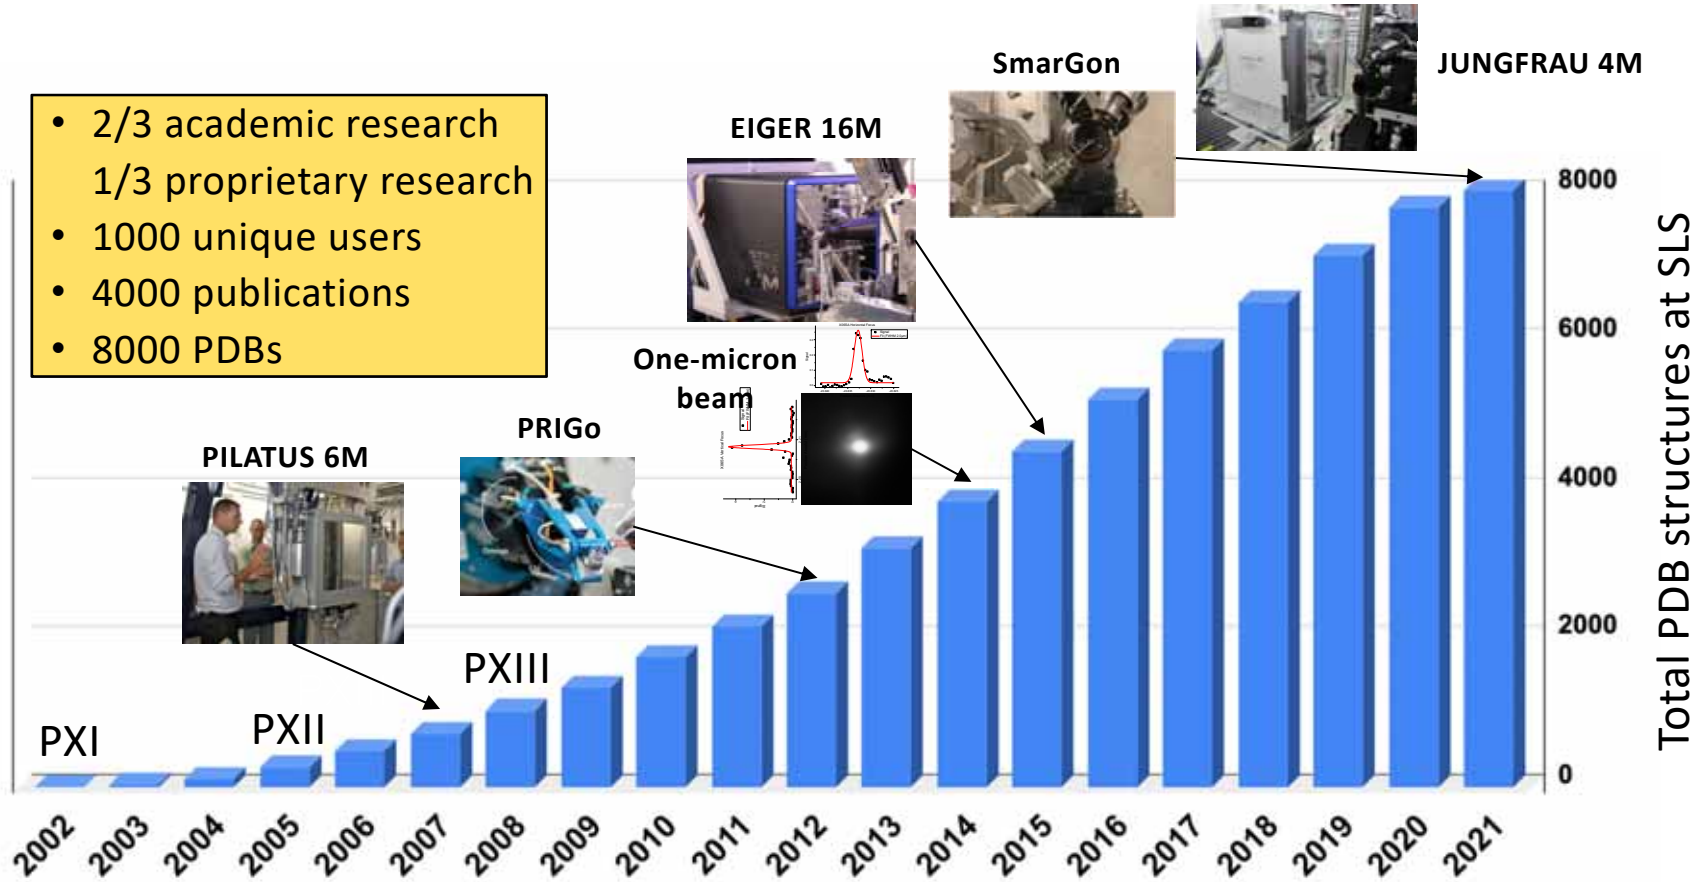 JUNGFRAU 4M
SmarGon
EIGER 16M
• 2/3 academic research
1/3 proprietary research
• 1000 unique users
• 4000 publications
• 8000 PDBs
One-micron
beam
PRIGo
PILATUS 6M
PXIII
PXII
PXI
8000
6000
4000
2000
0
Total PDB structures at SLS
2002
2003
2004
2005
2006
2007
2008
2009
2010
2011
2012
2013
2014
2015
2016
2017
2018
2019
2020
2021